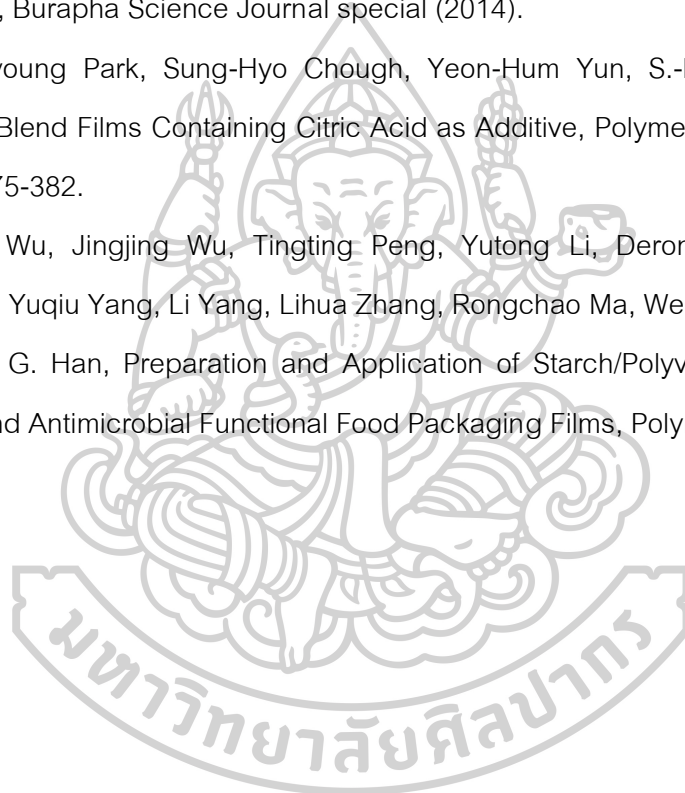 , Burapha Science Journal special (2014).
young Park, Sung-Hyo Chough, Yeon-Hum Yun, S.-
Blend Films Containing Citric Acid as Additive, Polyme
75-382.
Wu, Jingjing Wu, Tingting Peng, Yutong Li, Deron
Yuqiu Yang, Li Yang, Lihua Zhang, Rongchao Ma, We
G. Han, Preparation and Application of Starch/Polyv
nd Antimicrobial Functional Food Packaging Films, Poly
มหาวิทยาลัยศิลปากร